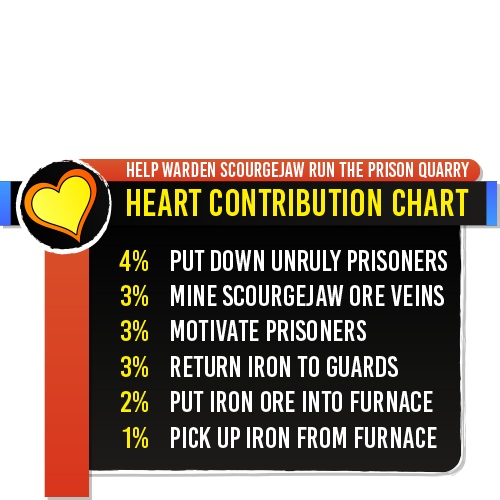 HELP WARDEN SCOURGEJAW RUN THE PRISON QUARRY
HEART CONTRIBUTION CHART
4% PUT DOWN UNRULY PRISONERS
3% MINE SCOURGEJAW ORE VEINS
3% MOTIVATE PRISONERS
3% RETURN IRON TO GUARDS
2% PUT IRON ORE INTO FURNACE
1% PICK UP IRON FROM FURNACE